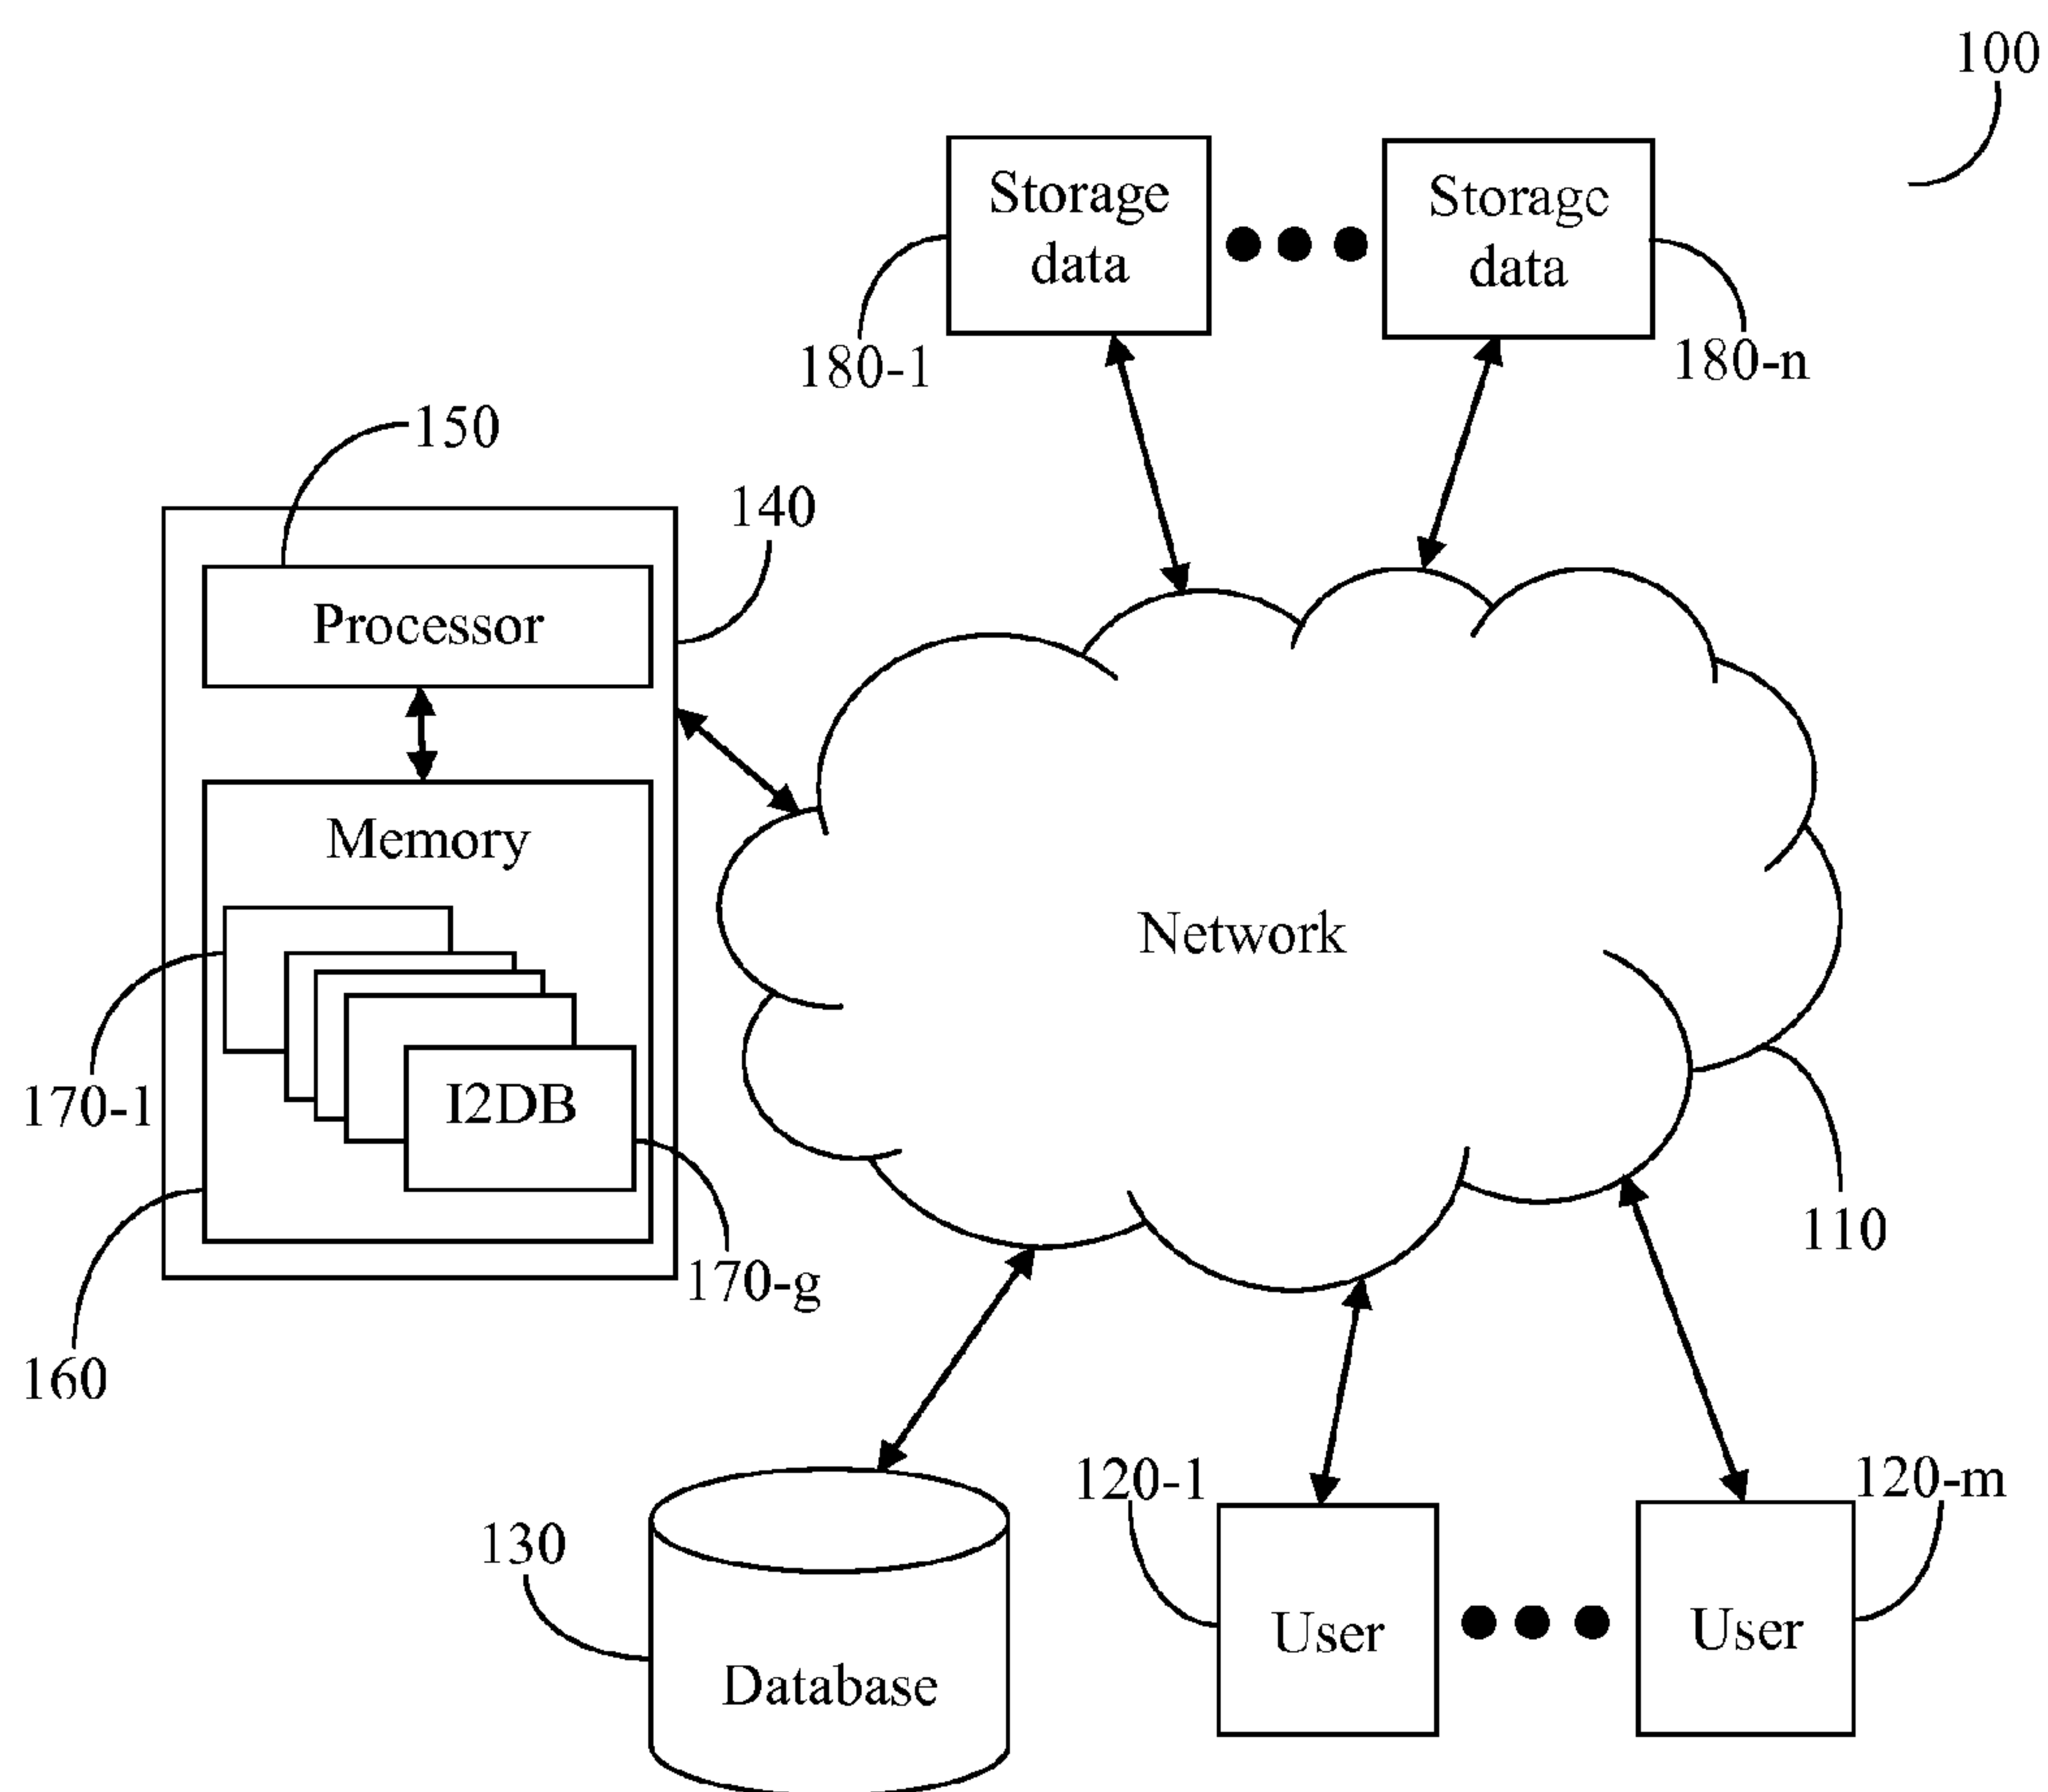 100
Storage
data
Storage
data
180-1
180-n
150
140
Processor
Memory
Network
170-1
I2DB
110
170-g
160
120-1
120-m
130
User
User
Database